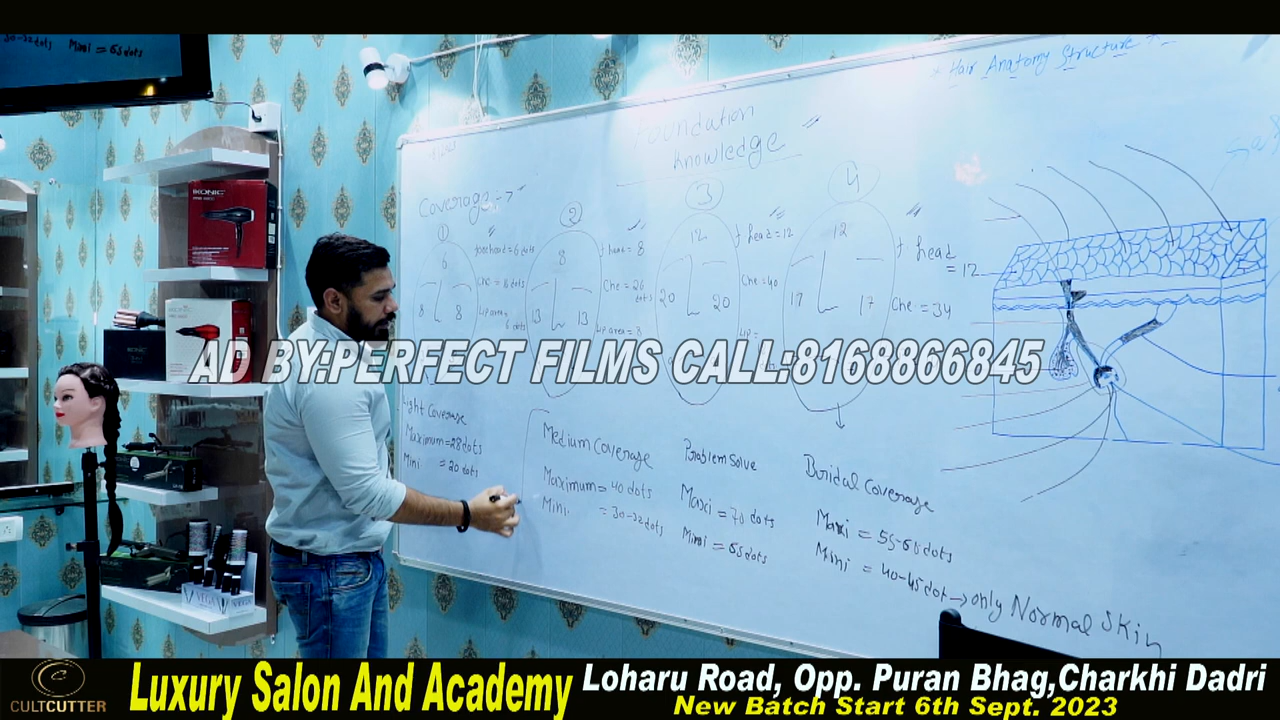 30-32 dots Mini = 65 dots
* Hair Anatomy Structure
Foundation
Knowledge
Coverage :-
1
2
3
4
6
8
12
12
forehead = 6 dots
f head = 8
f head = 12
head
= 12
Che = 16 dots
Che = 26
dots
Che = 40
Che = 34
8 8
13 13
20 20
17 17
Lip area =
6 dots
Lip area = 8
Lip =
IKONIC
IKONIC
AD BY:PERFECT FILMS CALL:8168866845
Light Coverage
Maximum = 28 dots
Mini = 20 dots
Medium Coverage
Maximum = 40 dots
Mini = 30-32 dots
Problem Solve
Maxi = 70 dots
Mini = 65 dots
Bridal Coverage
Maxi = 55-60 dots
Mini = 40-45 dot → only Normal Skin
VEGA
CULTCUTTER
Luxury Salon And Academy
Loharu Road, Opp. Puran Bhag,Charkhi Dadri
New Batch Start 6th Sept. 2023